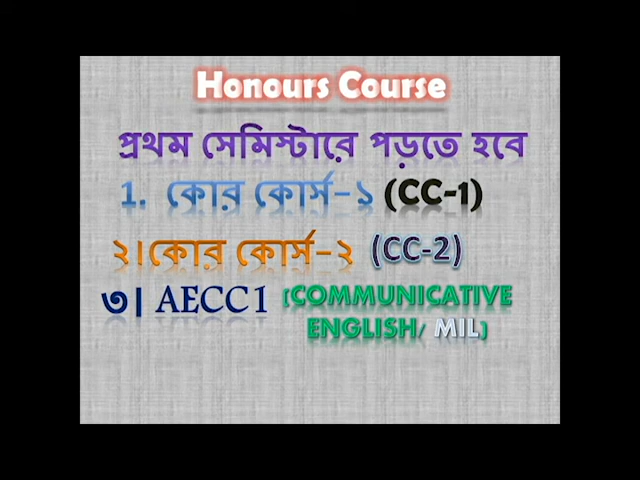 Honours Course
প্রথম সেমিস্টারে পড়তে হবে
1. কোর কোর্স-১ (CC-1)
২।কোর কোর্স-২ (CC-2)
৩। AECC1 (COMMUNICATIVE
ENGLISH/ MIL)